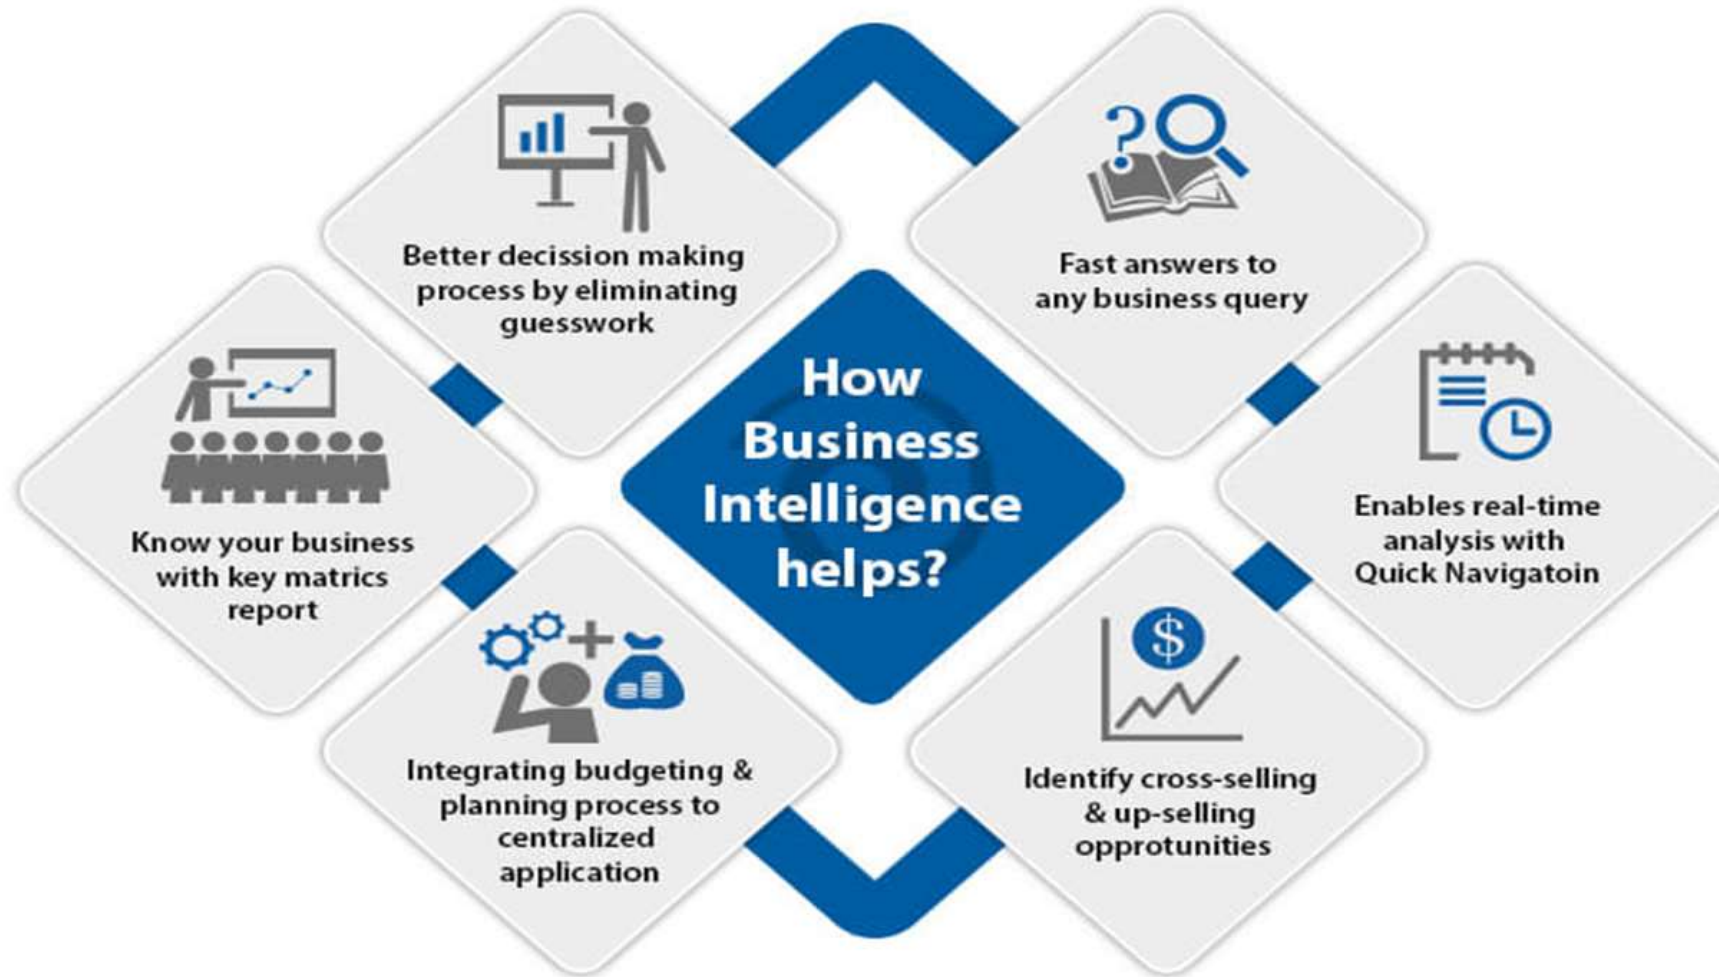 Better decission making
process by eliminating
guesswork
Fast answers to
any business query
Know your business
with key matrics
report
How
Business
Intelligence
helps?
Enables real-time
analysis with
Quick Navigatoin
Integrating budgeting &
planning process to
centralized
application
$
Identify cross-selling
& up-selling
opprotunities